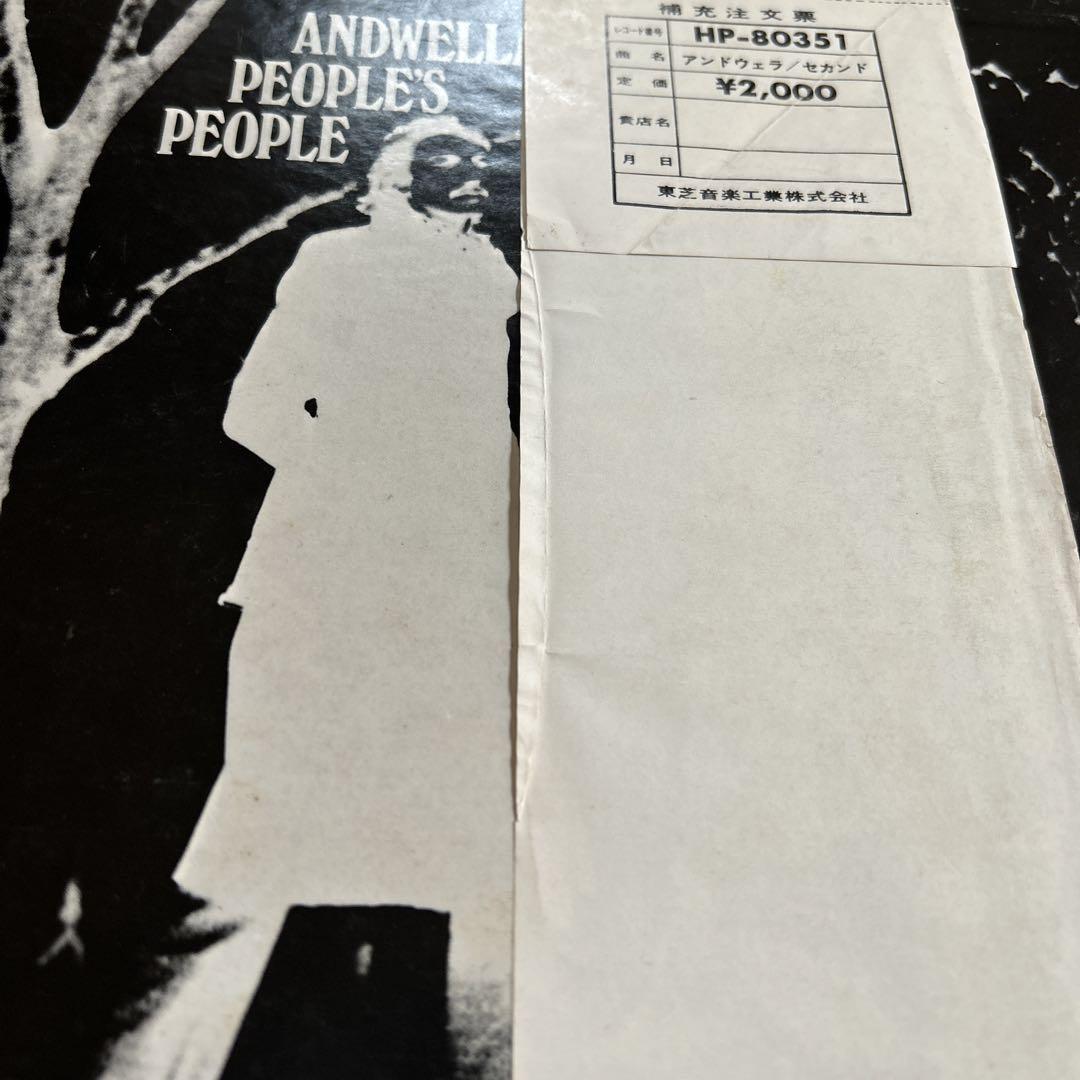 ANDWELL
PEOPLE'S
PEOPLE
補充注文票
レコード番号 HP-80351
曲名 アンドウェラ／セカンド
定価 ¥2,000
貴店名
月日
東芝音楽工業株式会社